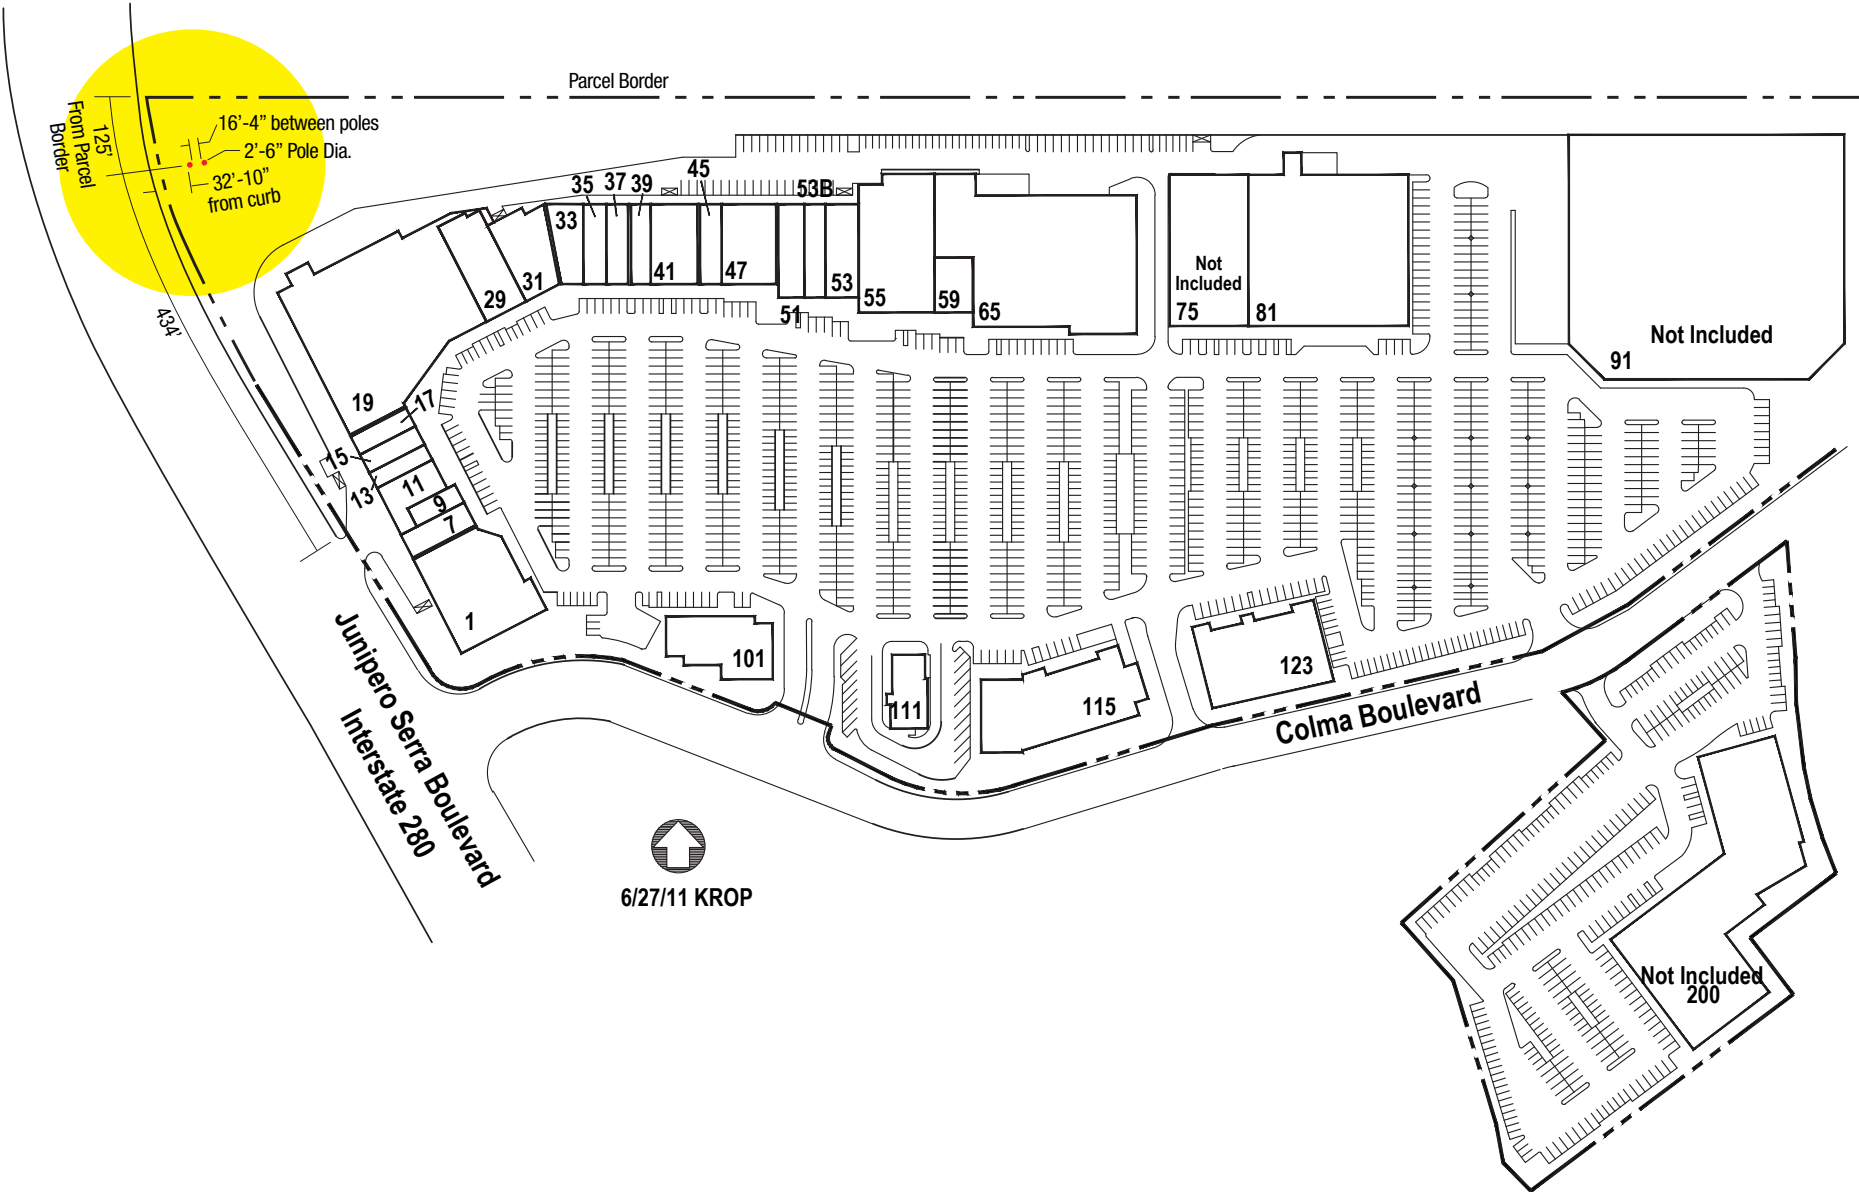 Parcel Border
125'
From Parcel
Border
16'-4" between poles
2'-6" Pole Dia.
32'-10"
from curb
434'
35
37
39
45
53B
33
41
47
51
53
55
59
65
Not
Included
75
81
Not Included
91
31
29
19
17
15
13
11
9
7
1
101
111
115
123
Colma Boulevard
Junipero Serra Boulevard
Interstate 280
6/27/11 KROP
Not Included
200